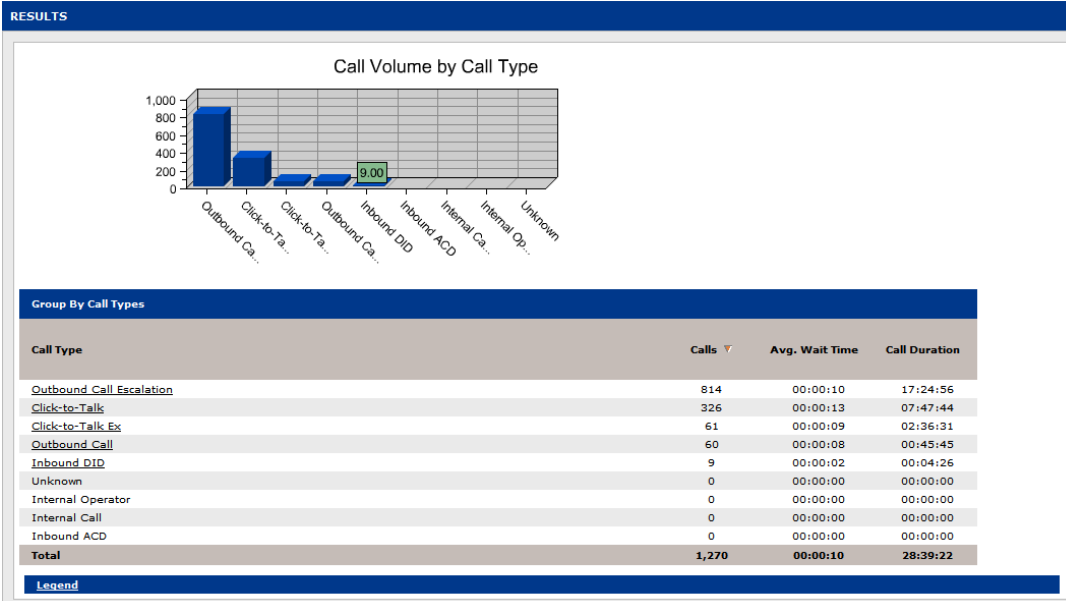 RESULTS
Call Volume by Call Type
1,000
800
600
400
200
0
9.00
Outbound Ca...
Click-to-Ta...
Click-to-Ta...
Outbound Ca...
Inbound DID
Inbound ACD
Internal Ca...
Internal Op...
Unknown
Group By Call Types
Call Type Calls Avg. Wait Time Call Duration
Outbound Call Escalation 814 00:00:10 17:24:56
Click-to-Talk 326 00:00:13 07:47:44
Click-to-Talk Ex 61 00:00:09 02:36:31
Outbound Call 60 00:00:08 00:45:45
Inbound DID 9 00:00:02 00:04:26
Unknown 0 00:00:00 00:00:00
Internal Operator 0 00:00:00 00:00:00
Internal Call 0 00:00:00 00:00:00
Inbound ACD 0 00:00:00 00:00:00
Total 1,270 00:00:10 28:39:22
Legend